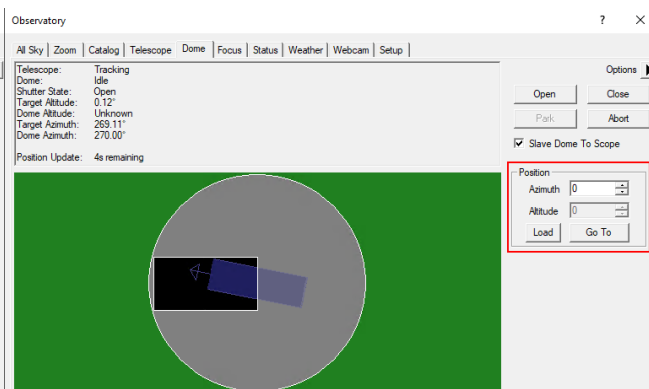 Observatory ? ×
All Sky Zoom Catalog Telescope Dome Focus Status Weather Webcam Setup
Telescope: Tracking
Dome: Idle
Shutter State: Open
Target Altitude: 0.12°
Dome Altitude: Unknown
Target Azimuth: 269.11°
Dome Azimuth: 270.00°
Position Update: 4s remaining
Options
Open Close
Park Abort
Slave Dome To Scope
Position
Azimuth 0
Altitude 0
Load Go To